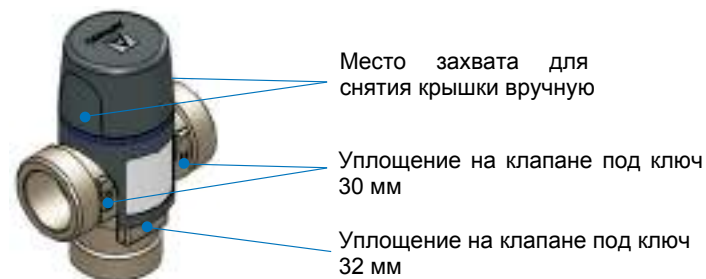 Место захвата для
снятия крышки вручную
Уплощение на клапане под ключ
30 мм
Уплощение на клапане под ключ
32 мм